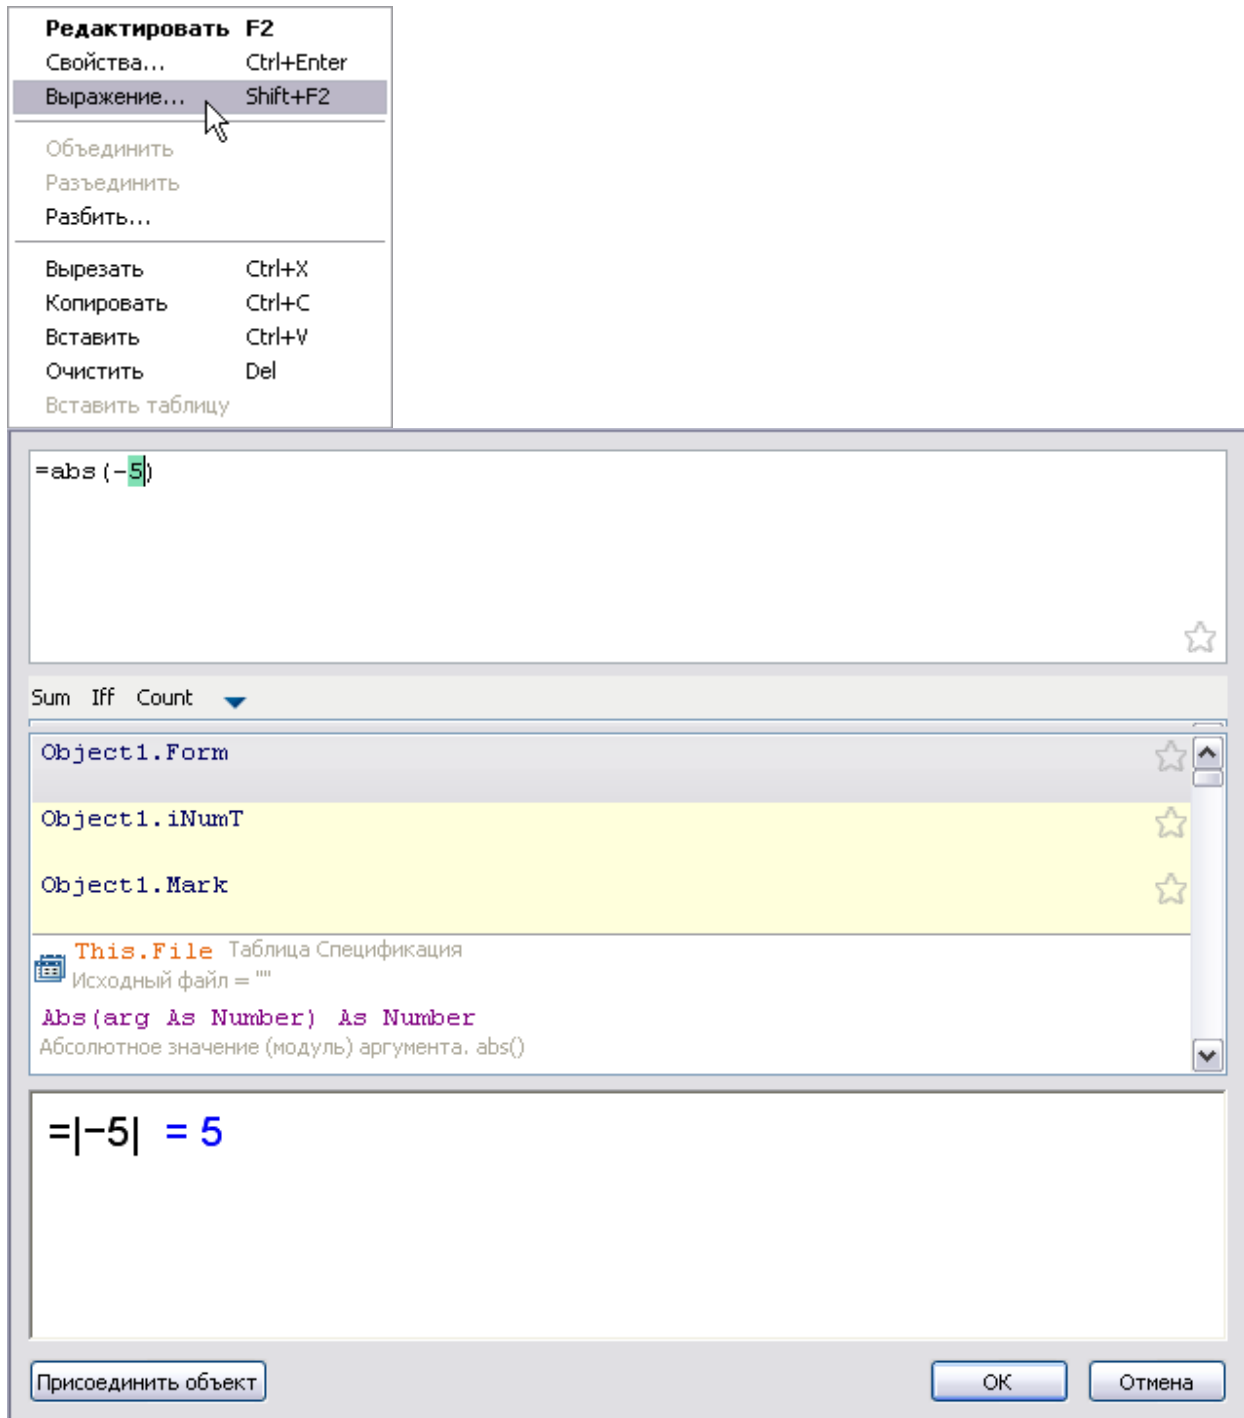 Редактировать F2
Свойства... Ctrl+Enter
Выражение... Shift+F2
Объединить
Разъединить
Разбить...
Вырезать Ctrl+X
Копировать Ctrl+C
Вставить Ctrl+V
Очистить Del
Вставить таблицу
=abs(-5)
Sum Iff Count
Object1.Form
Object1.iNumT
Object1.Mark
This.File Таблица Спецификация
Исходный файл = ""
Abs(arg As Number) As Number
Абсолютное значение (модуль) аргумента. abs()
=|−5| = 5
Присоединить объект ОК Отмена